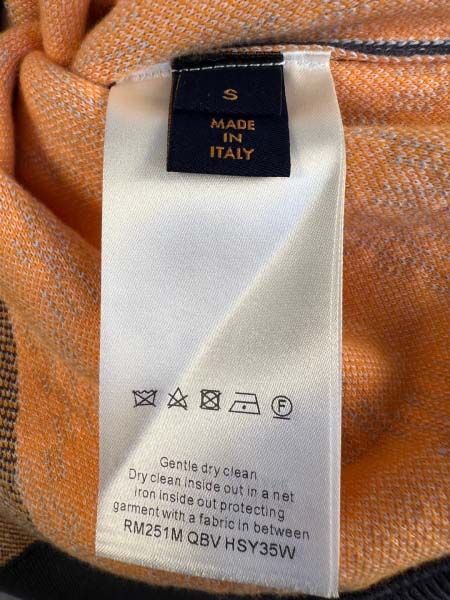 S
MADE
IN
ITALY
F
Gentle dry clean
Dry clean inside out in a net
iron inside out protecting
garment with a fabric in between
RM251M QBV HSY35W